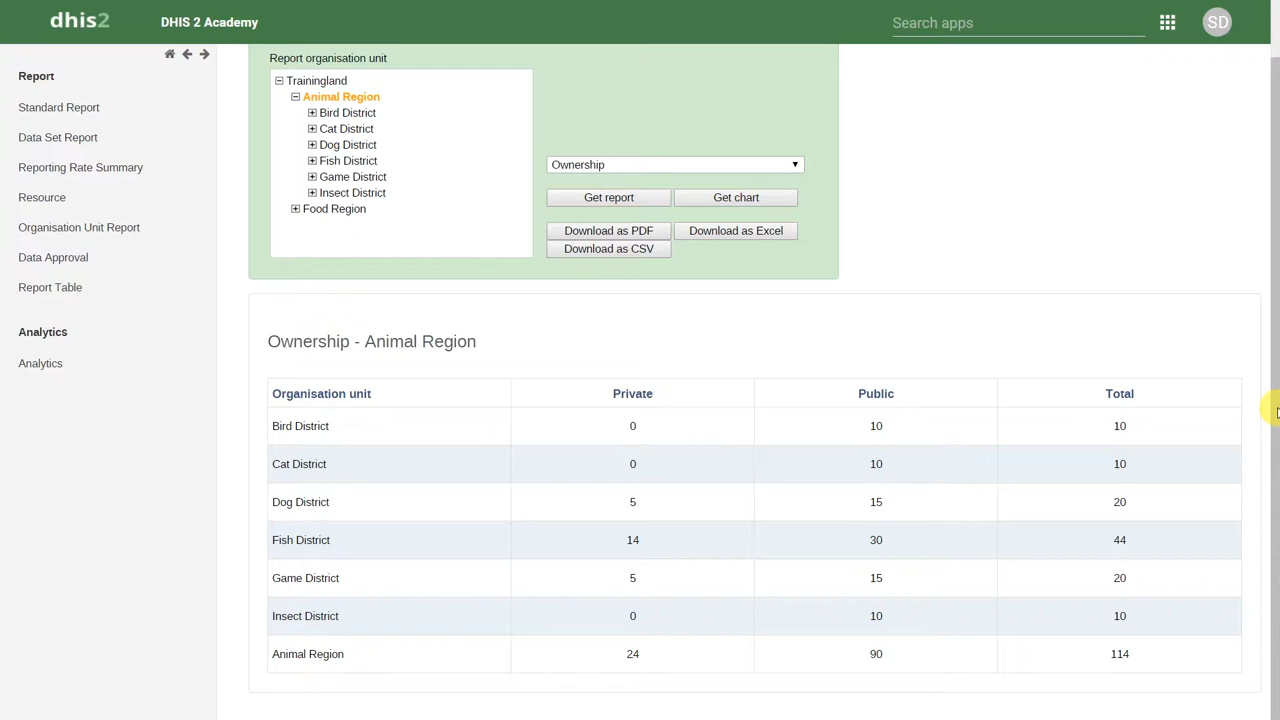 dhis2 DHIS 2 Academy Search apps SD
Report
Standard Report
Data Set Report
Reporting Rate Summary
Resource
Organisation Unit Report
Data Approval
Report Table
Analytics
Analytics
Report organisation unit
Trainingland
Animal Region
Bird District
Cat District
Dog District
Fish District
Game District
Insect District
Food Region
Ownership
Get report Get chart
Download as PDF Download as Excel
Download as CSV
Ownership - Animal Region
Organisation unit Private Public Total
Bird District 0 10 10
Cat District 0 10 10
Dog District 5 15 20
Fish District 14 30 44
Game District 5 15 20
Insect District 0 10 10
Animal Region 24 90 114